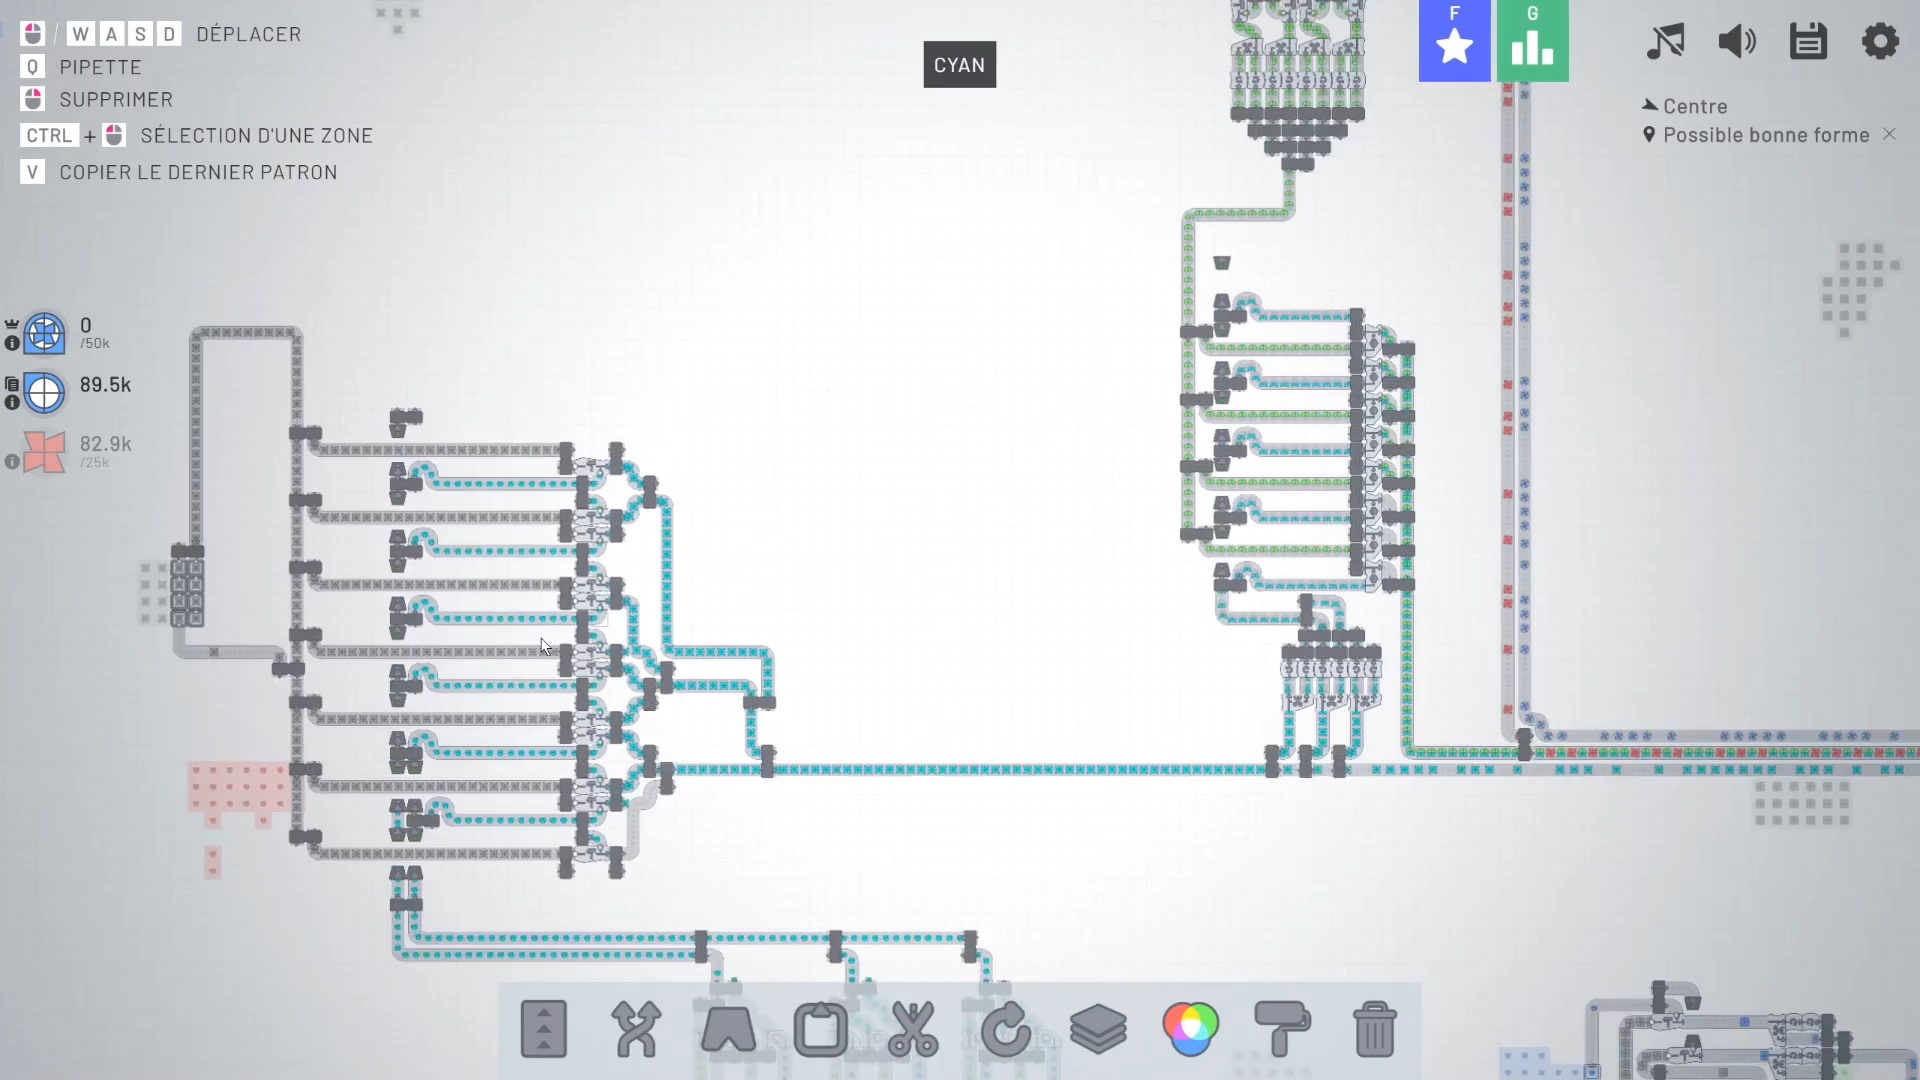 / W A S D DÉPLACER
Q PIPETTE
SUPPRIMER
CTRL + SÉLECTION D'UNE ZONE
V COPIER LE DERNIER PATRON
CYAN
F
G
Centre
Possible bonne forme
0
/50k
89.5k
82.9k
/25k